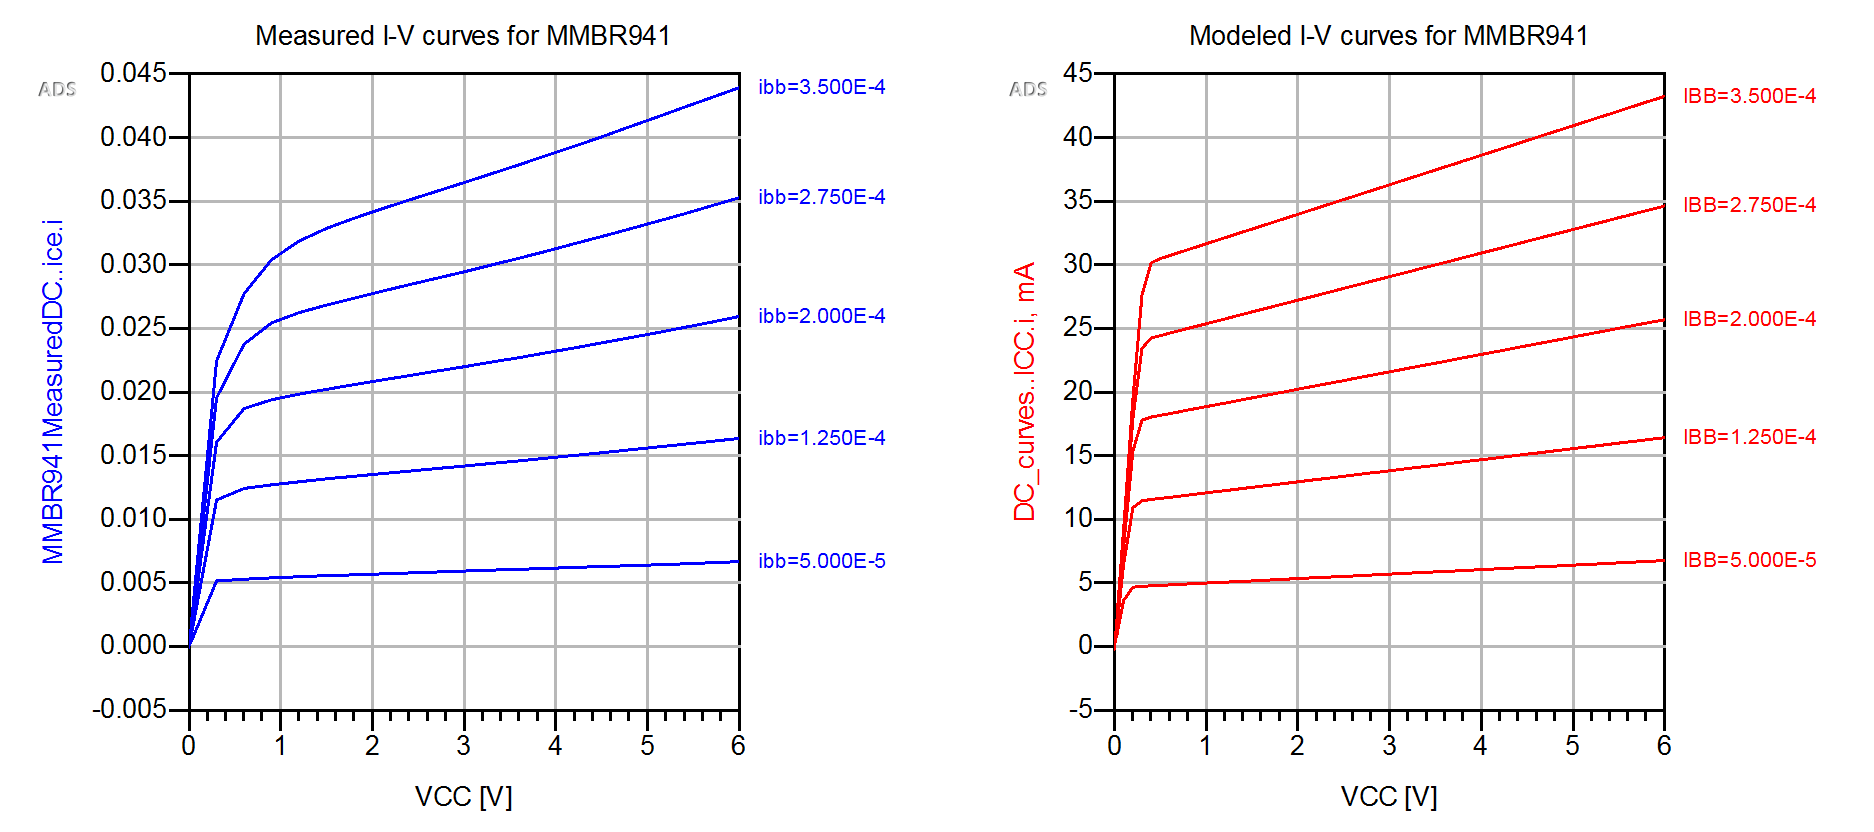 Measured I-V curves for MMBR941
ADS
MMBR941MeasuredDC..ice.i
0.045
0.040
0.035
0.030
0.025
0.020
0.015
0.010
0.005
0.000
-0.005
0 1 2 3 4 5 6
VCC [V]
ibb=3.500E-4
ibb=2.750E-4
ibb=2.000E-4
ibb=1.250E-4
ibb=5.000E-5
Modeled I-V curves for MMBR941
ADS
DC_curves..ICC.i, mA
45
40
35
30
25
20
15
10
5
0
-5
0 1 2 3 4 5 6
VCC [V]
IBB=3.500E-4
IBB=2.750E-4
IBB=2.000E-4
IBB=1.250E-4
IBB=5.000E-5